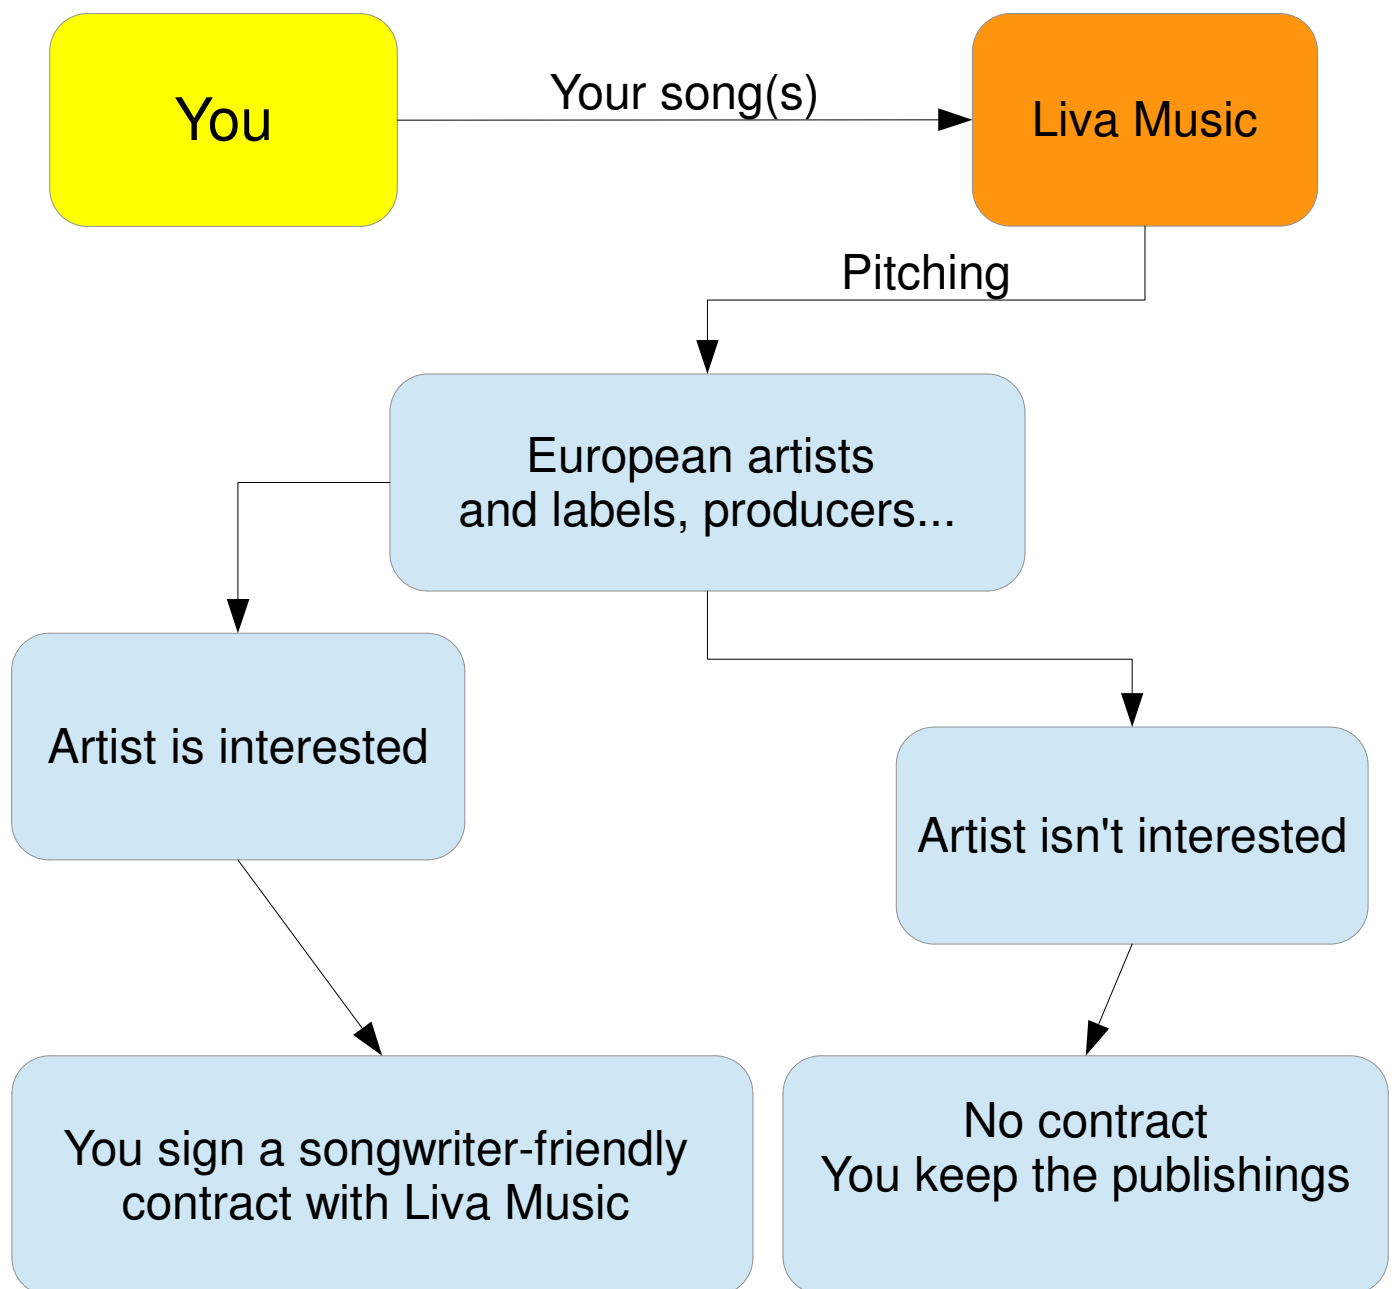 You
Your song(s)
Liva Music
Pitching
European artists
and labels, producers...
Artist is interested
Artist isn't interested
You sign a songwriter-friendly
contract with Liva Music
No contract
You keep the publishings